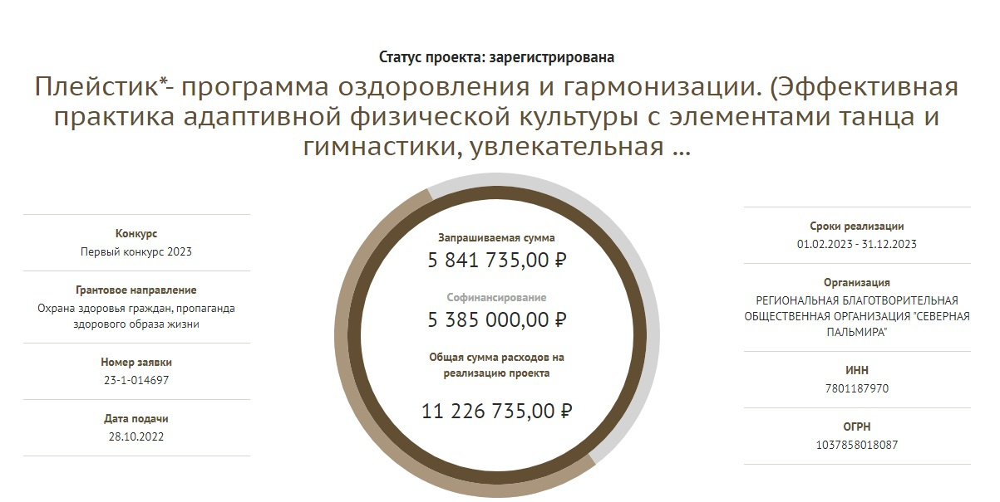 Статус проекта: зарегистрирована
Плейстик*- программа оздоровления и гармонизации. (Эффективная
практика адаптивной физической культуры с элементами танца и
гимнастики, увлекательная ...
Конкурс
Первый конкурс 2023
Грантовое направление
Охрана здоровья граждан, пропаганда
здорового образа жизни
Номер заявки
23-1-014697
Дата подачи
28.10.2022
Запрашиваемая сумма
5 841 735,00 ₽
Софинансирование
5 385 000,00 ₽
Общая сумма расходов на
реализацию проекта
11 226 735,00 ₽
Сроки реализации
01.02.2023 - 31.12.2023
Организация
РЕГИОНАЛЬНАЯ БЛАГОТВОРИТЕЛЬНАЯ
ОБЩЕСТВЕННАЯ ОРГАНИЗАЦИЯ "СЕВЕРНАЯ
ПАЛЬМИРА"
ИНН
7801187970
ОГРН
1037858018087